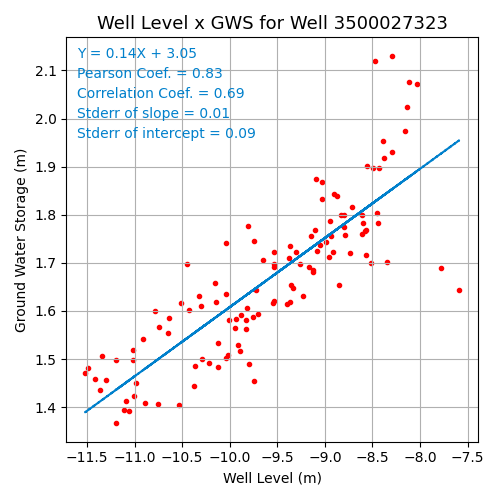 Well Level x GWS for Well 3500027323
Y = 0.14X + 3.05
Pearson Coef. = 0.83
Correlation Coef. = 0.69
Stderr of slope = 0.01
Stderr of intercept = 0.09
Ground Water Storage (m)
2.1
2.0
1.9
1.8
1.7
1.6
1.5
1.4
−11.5 −11.0 −10.5 −10.0 −9.5 −9.0 −8.5 −8.0 −7.5
Well Level (m)